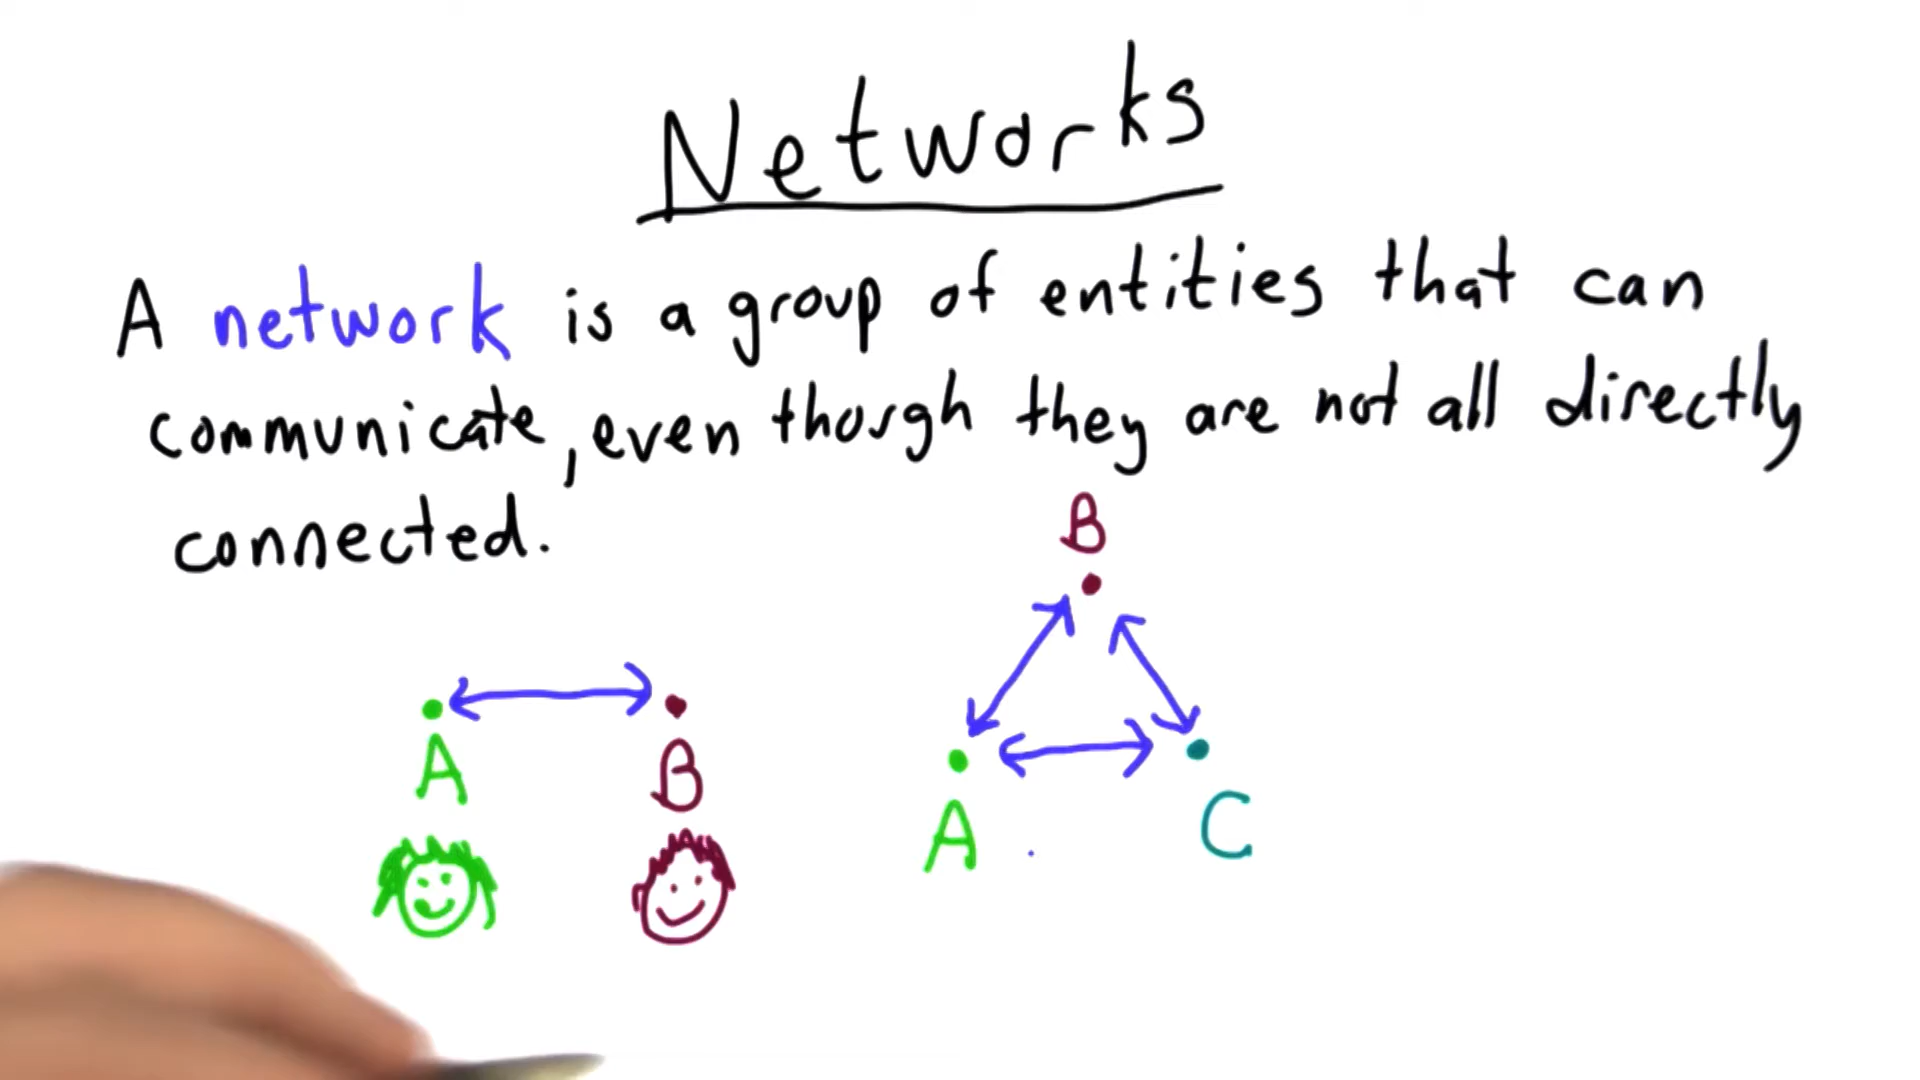 Networks
A network is a group of entities that can
communicate, even though they are not all directly
connected.
B
A B
A C